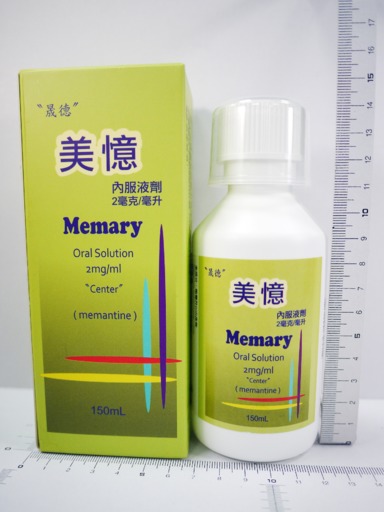 〝晟德〞
美憶
內服液劑
2毫克/毫升
Memary
Oral Solution
2mg/ml
〝Center〞
( memantine )
150mL
〝晟德〞
美憶
內服液劑
2毫克/毫升
Memary
Oral Solution
2mg/ml
〝Center〞
( memantine )
150mL